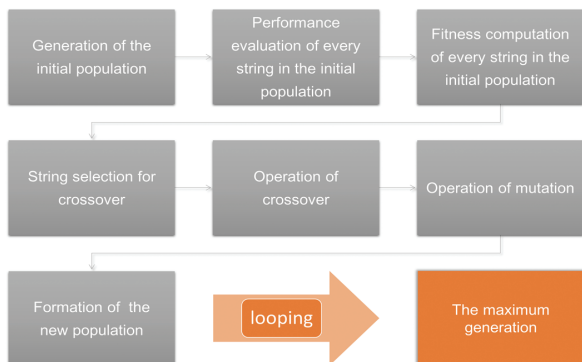 Generation of the
initial population
Performance
evaluation of every
string in the initial
population
Fitness computation
of every string in the
initial population
String selection for
crossover
Operation of
crossover
Operation of mutation
Formation of the
new population
looping
The maximum
generation